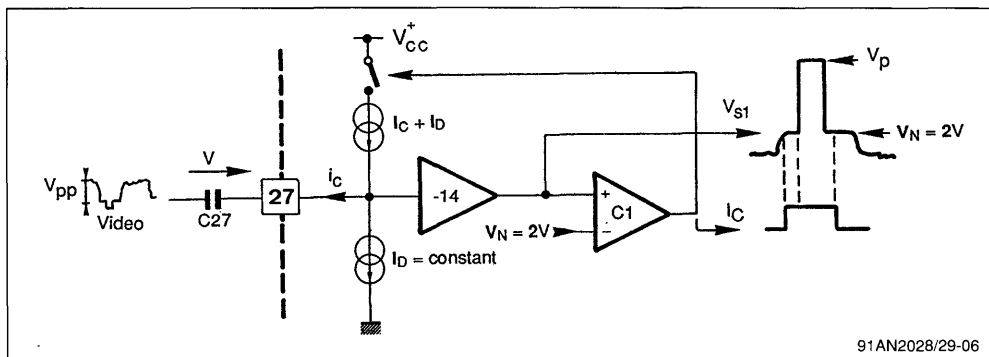 V⁺CC
IC + ID
Vp
VS1
VN = 2V
V
iC
27
-14
C1
+
−
VPP
Video
C27
VN = 2V
IC
ID = constant
91AN2028/29-06